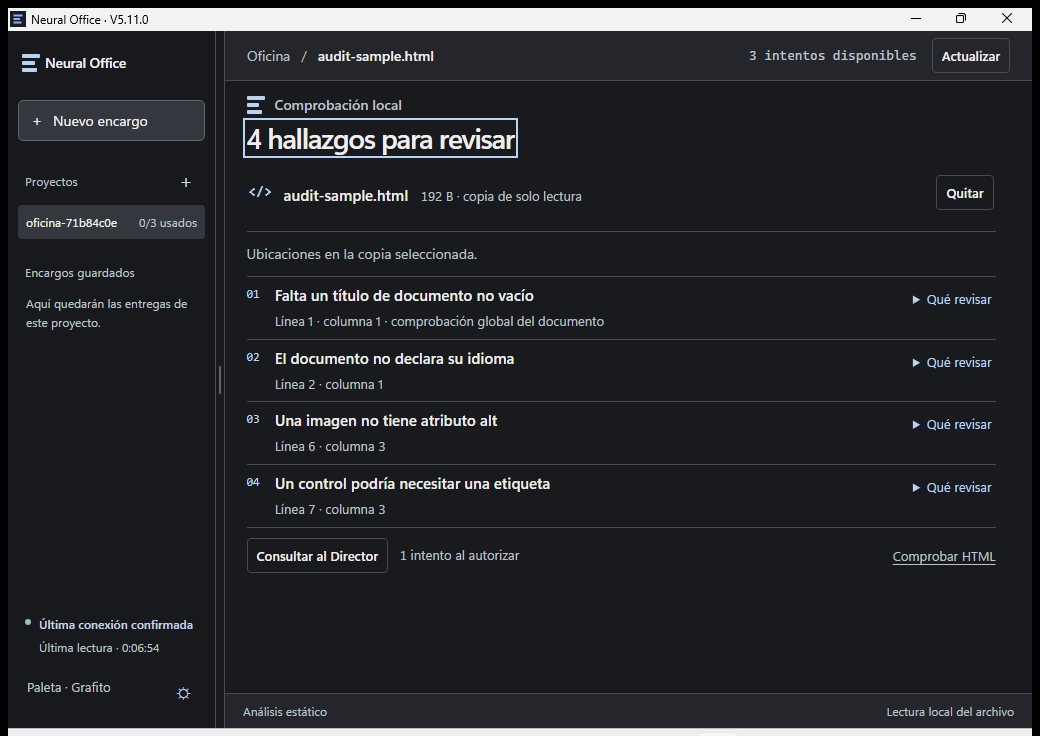 Neural Office · V5.11.0
Neural Office
+ Nuevo encargo
Proyectos +
oficina-71b84c0e 0/3 usados
Encargos guardados
Aquí quedarán las entregas de
este proyecto.
Última conexión confirmada
Última lectura · 0:06:54
Paleta · Grafito
Oficina / audit-sample.html
3 intentos disponibles
Actualizar
Comprobación local
4 hallazgos para revisar
</> audit-sample.html 192 B · copia de solo lectura
Quitar
Ubicaciones en la copia seleccionada.
01 Falta un título de documento no vacío
Línea 1 · columna 1 · comprobación global del documento
Qué revisar
02 El documento no declara su idioma
Línea 2 · columna 1
Qué revisar
03 Una imagen no tiene atributo alt
Línea 6 · columna 3
Qué revisar
04 Un control podría necesitar una etiqueta
Línea 7 · columna 3
Qué revisar
Consultar al Director 1 intento al autorizar
Comprobar HTML
Análisis estático
Lectura local del archivo